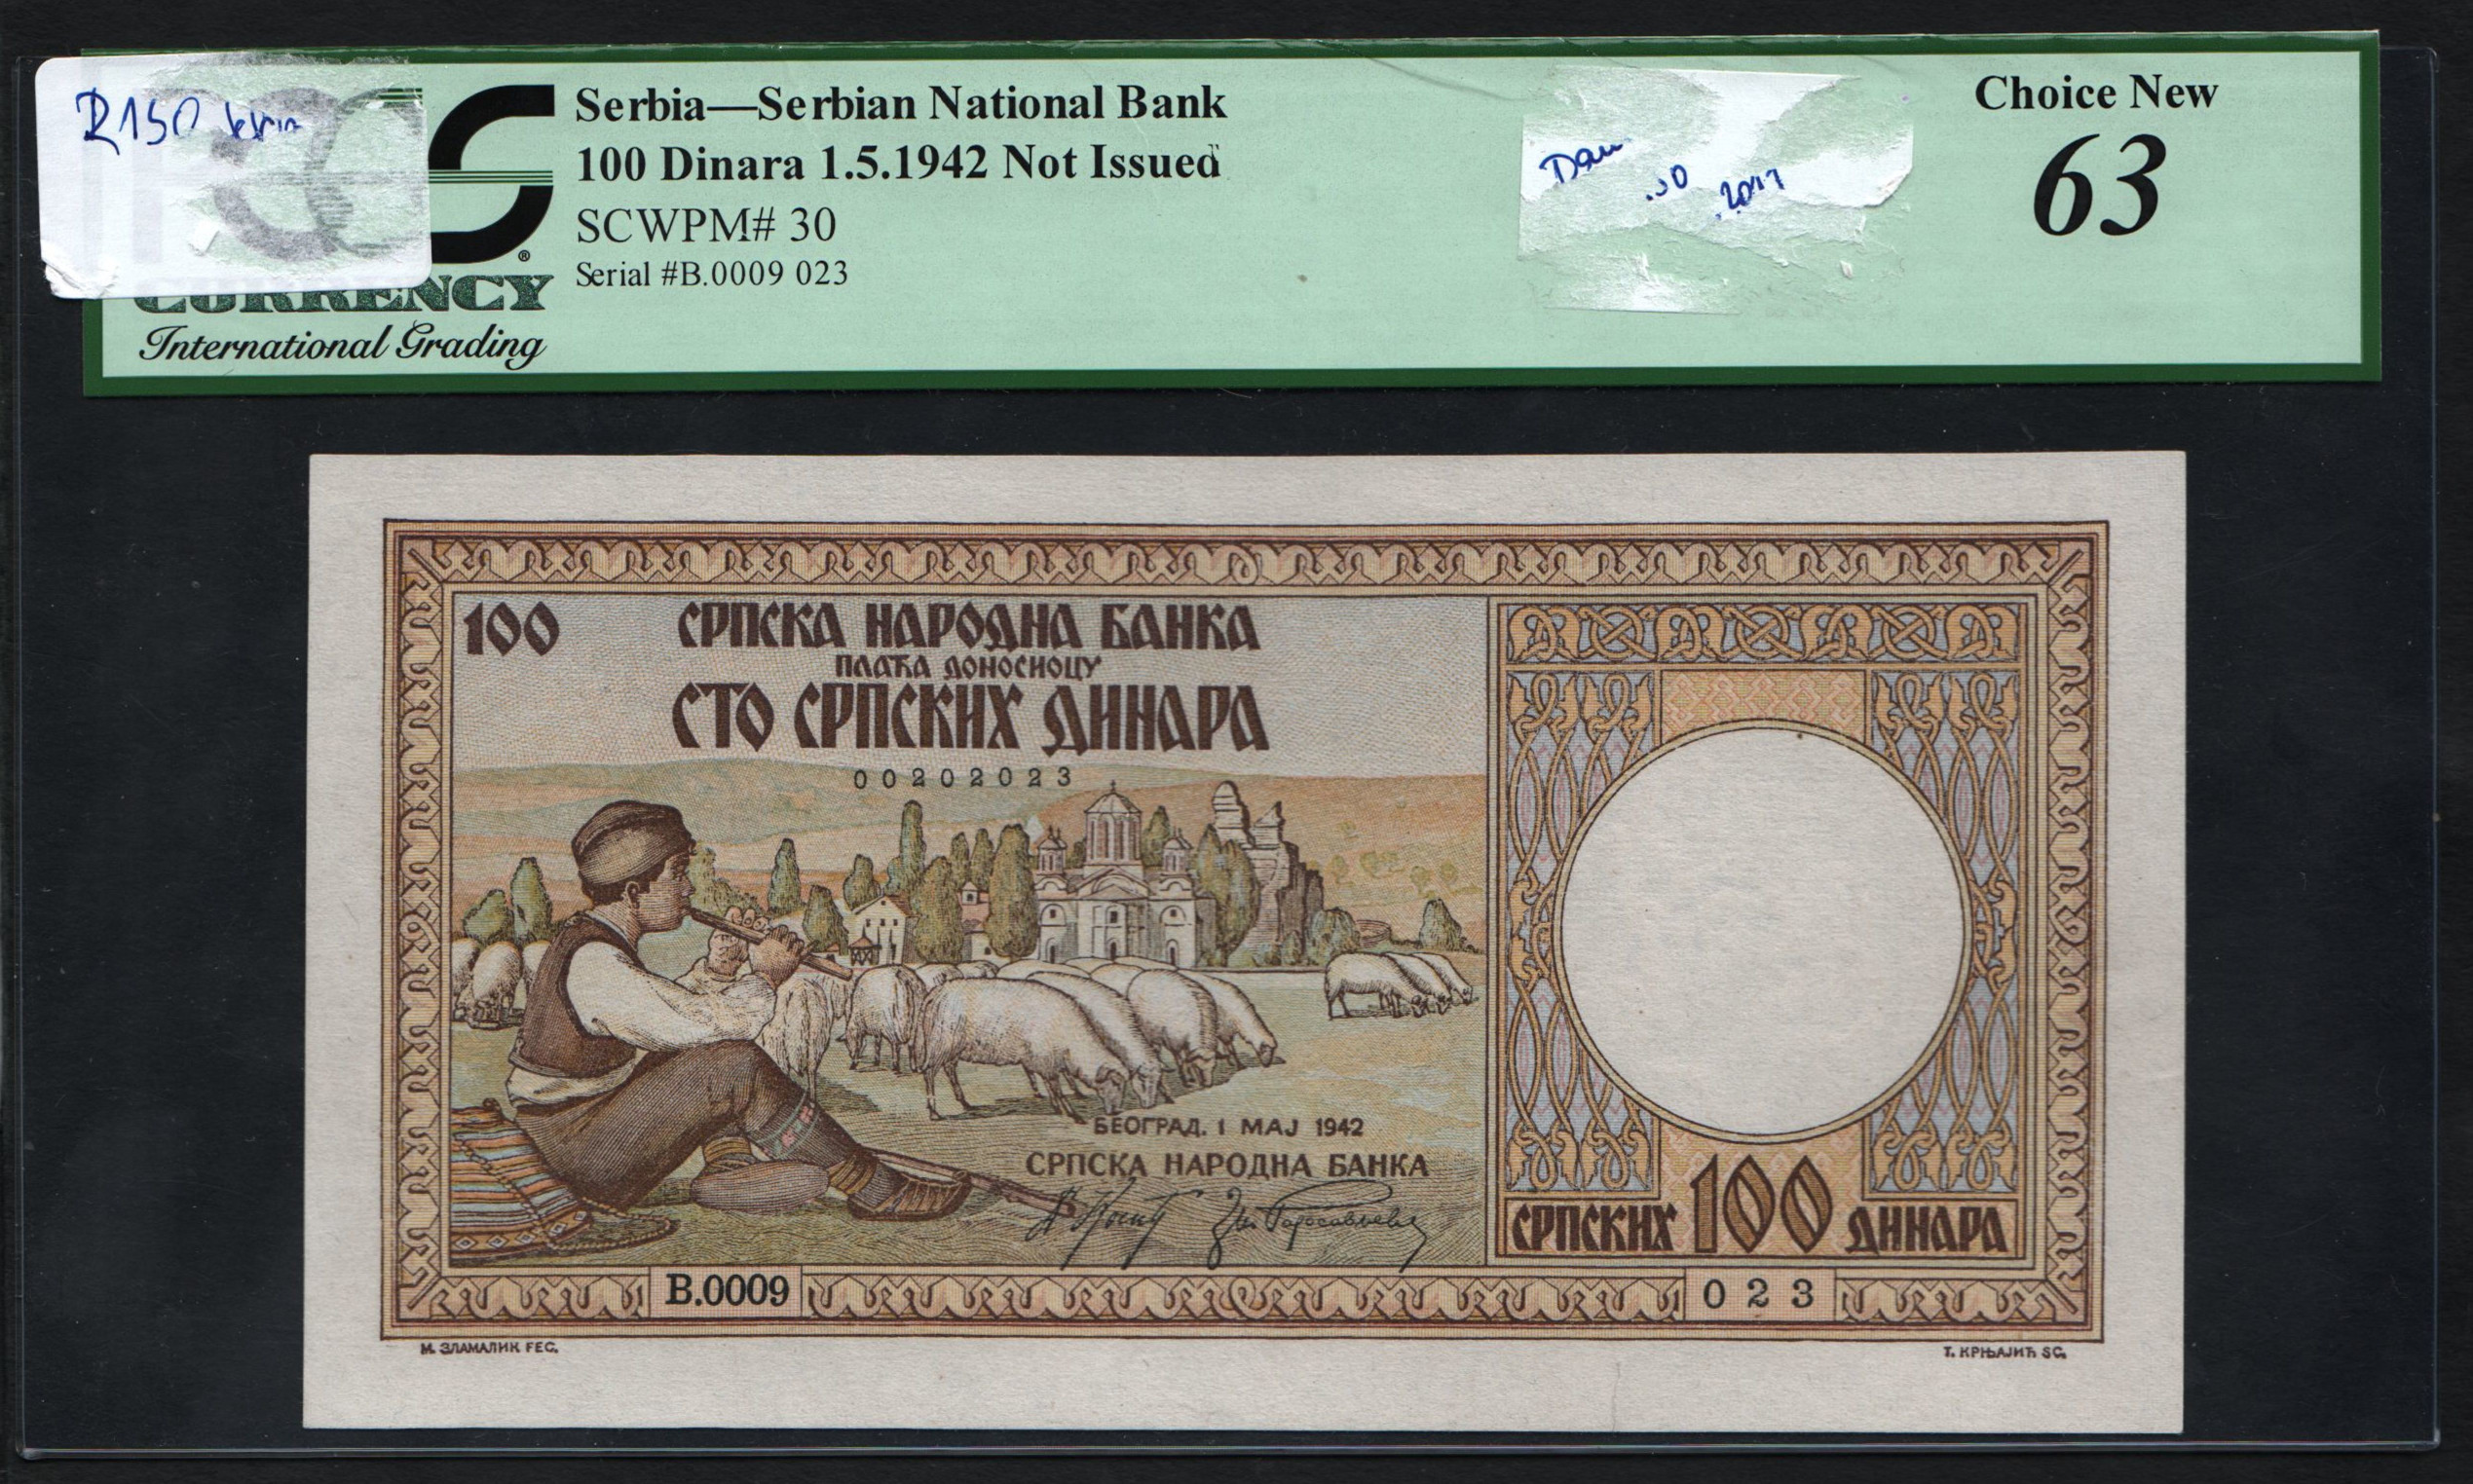 R150
Serbia—Serbian National Bank
100 Dinara 1.5.1942 Not Issued
SCWPM# 30
Serial #B.0009 023
®
CURRENCY
International Grading
2017
Choice New
63
100
СРПСКА НАРОДНА БАНКА
ПЛАЋА ДОНОСИОЦУ
СТО СРПСКИХ ДИНАРА
00202023
БЕОГРАД. 1 МАЈ 1942
СРПСКА НАРОДНА БАНКА
СРПСКИХ 100 ДИНАРА
B.0009
023
М. ЗЛАМАЛИК FEC.
Т. КРЊАЈИЋ SC.